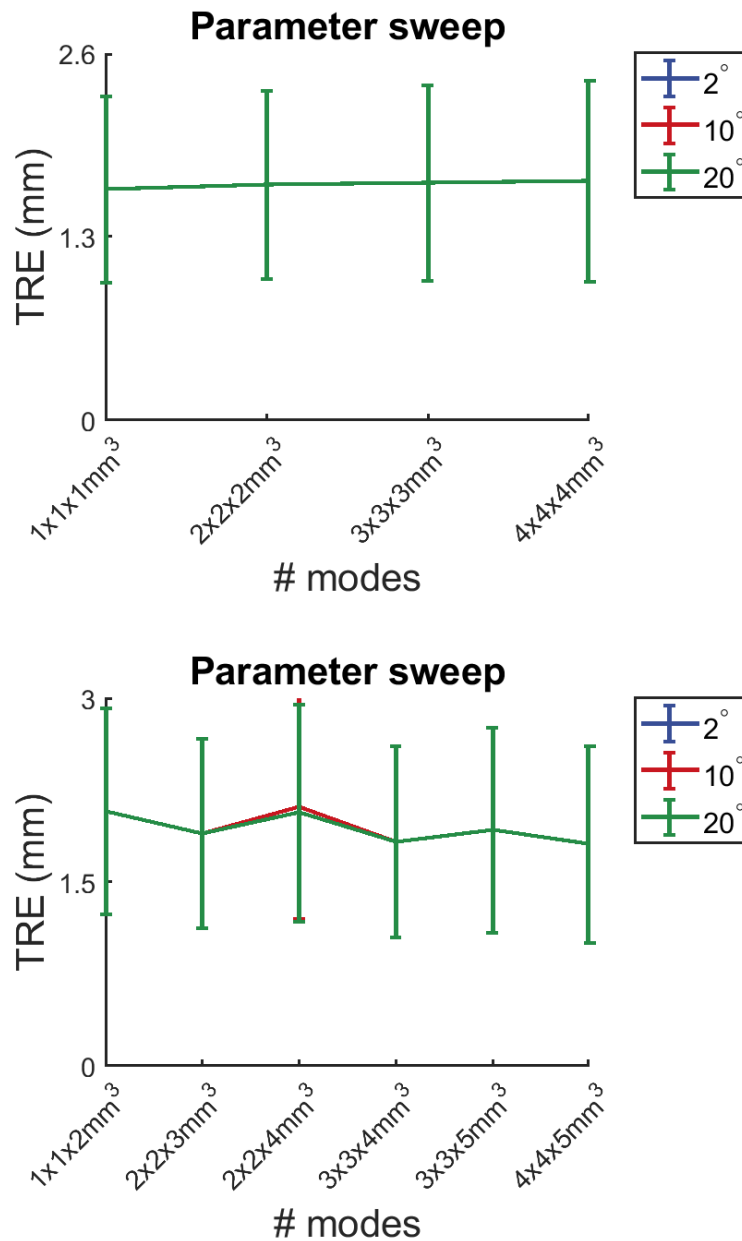 Parameter sweep
2.6
1.3
0
TRE (mm)
1x1x1mm³
2x2x2mm³
3x3x3mm³
4x4x4mm³
# modes
2°
10°
20°
Parameter sweep
3
1.5
0
TRE (mm)
1x1x2mm³
2x2x3mm³
2x2x4mm³
3x3x4mm³
3x3x5mm³
4x4x5mm³
# modes
2°
10°
20°